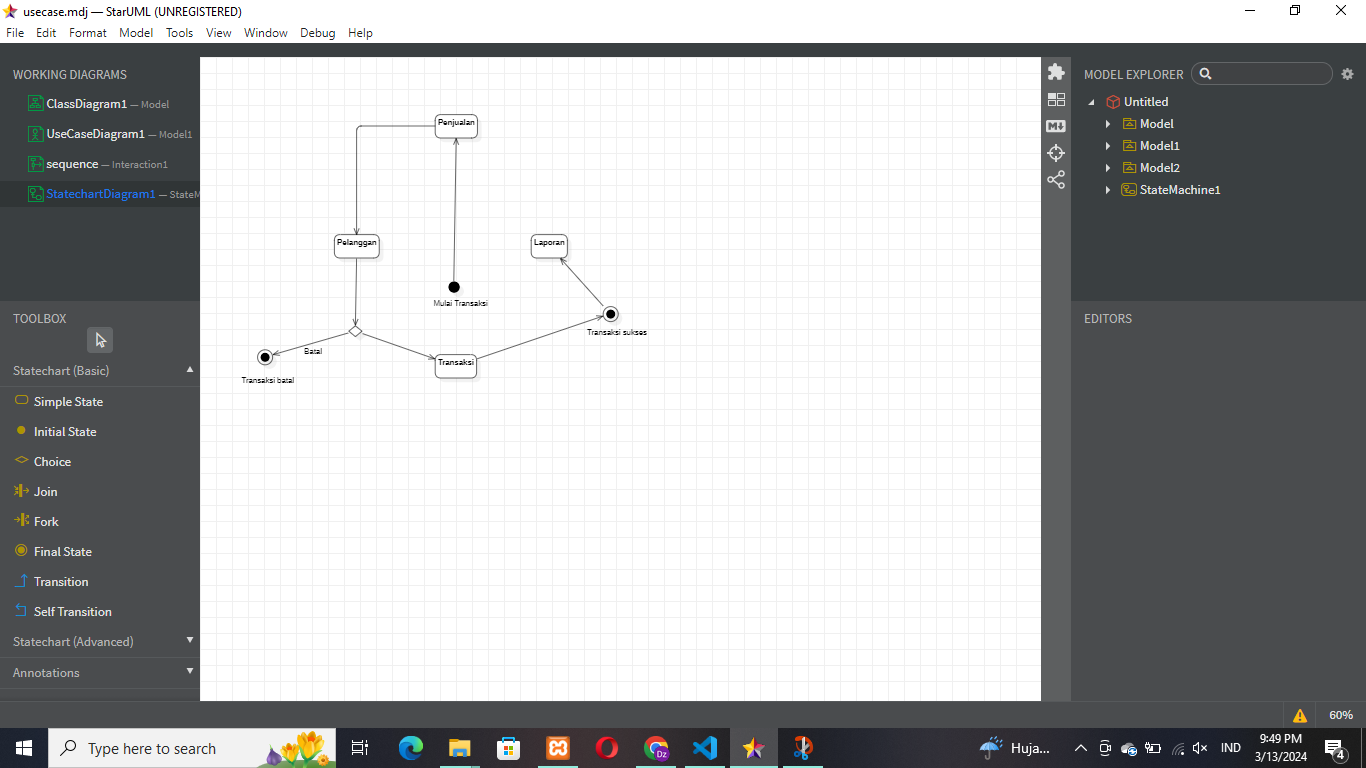 usecase.mdj — StarUML (UNREGISTERED)
File Edit Format Model Tools View Window Debug Help
WORKING DIAGRAMS
ClassDiagram1 — Model
UseCaseDiagram1 — Model1
sequence — Interaction1
StatechartDiagram1 — StateM
TOOLBOX
Statechart (Basic)
Simple State
Initial State
Choice
Join
Fork
Final State
Transition
Self Transition
Statechart (Advanced)
Annotations
Penjualan
Pelanggan
Laporan
Mulai Transaksi
Transaksi sukses
Batal
Transaksi
Transaksi batal
MODEL EXPLORER
Untitled
Model
Model1
Model2
StateMachine1
EDITORS
60%
Type here to search
Dz
Huja...
IND
9:49 PM
3/13/2024
4